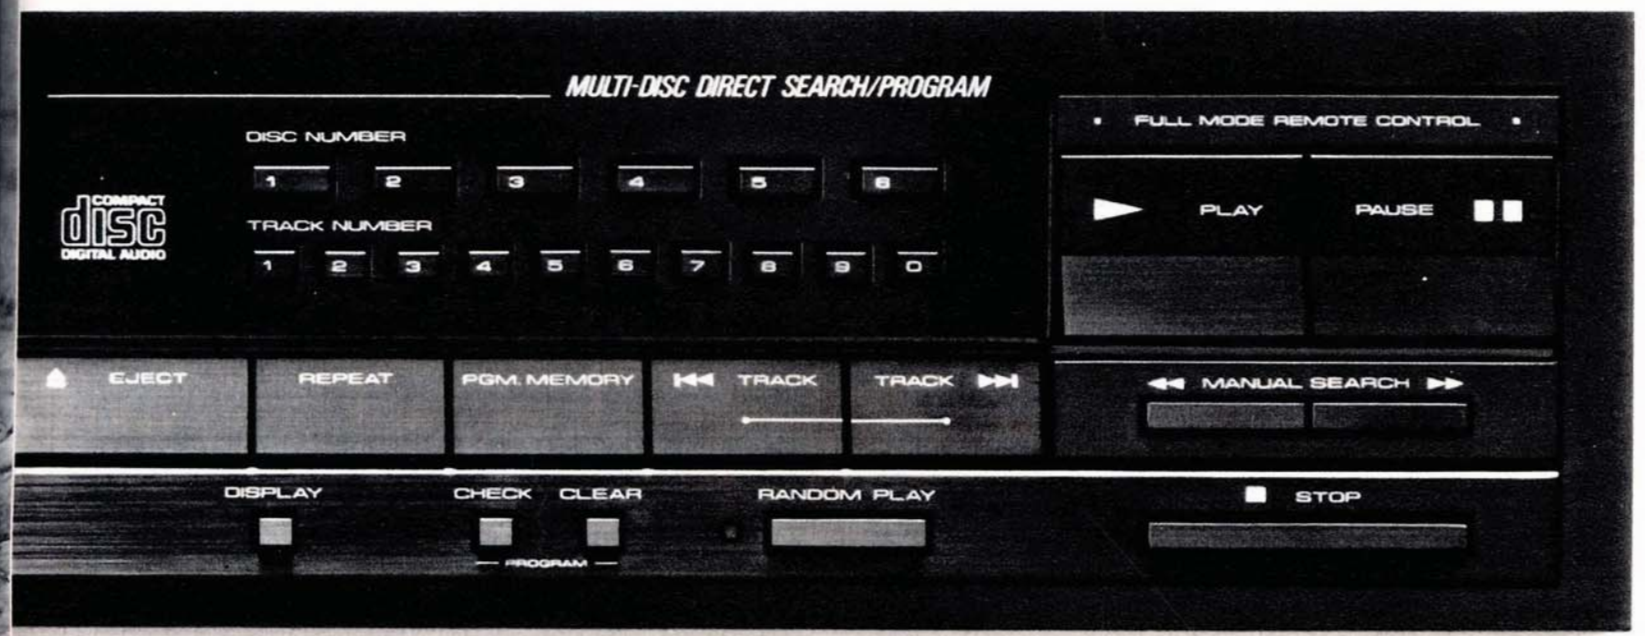 MULTI-DISC DIRECT SEARCH/PROGRAM
FULL MODE REMOTE CONTROL
DISC NUMBER
1 2 3 4 5 6
COMPACT
disc
DIGITAL AUDIO
TRACK NUMBER
1 2 3 4 5 6 7 8 9 0
PLAY PAUSE
EJECT REPEAT PGM. MEMORY TRACK TRACK
MANUAL SEARCH
DISPLAY CHECK CLEAR RANDOM PLAY STOP
PROGRAM